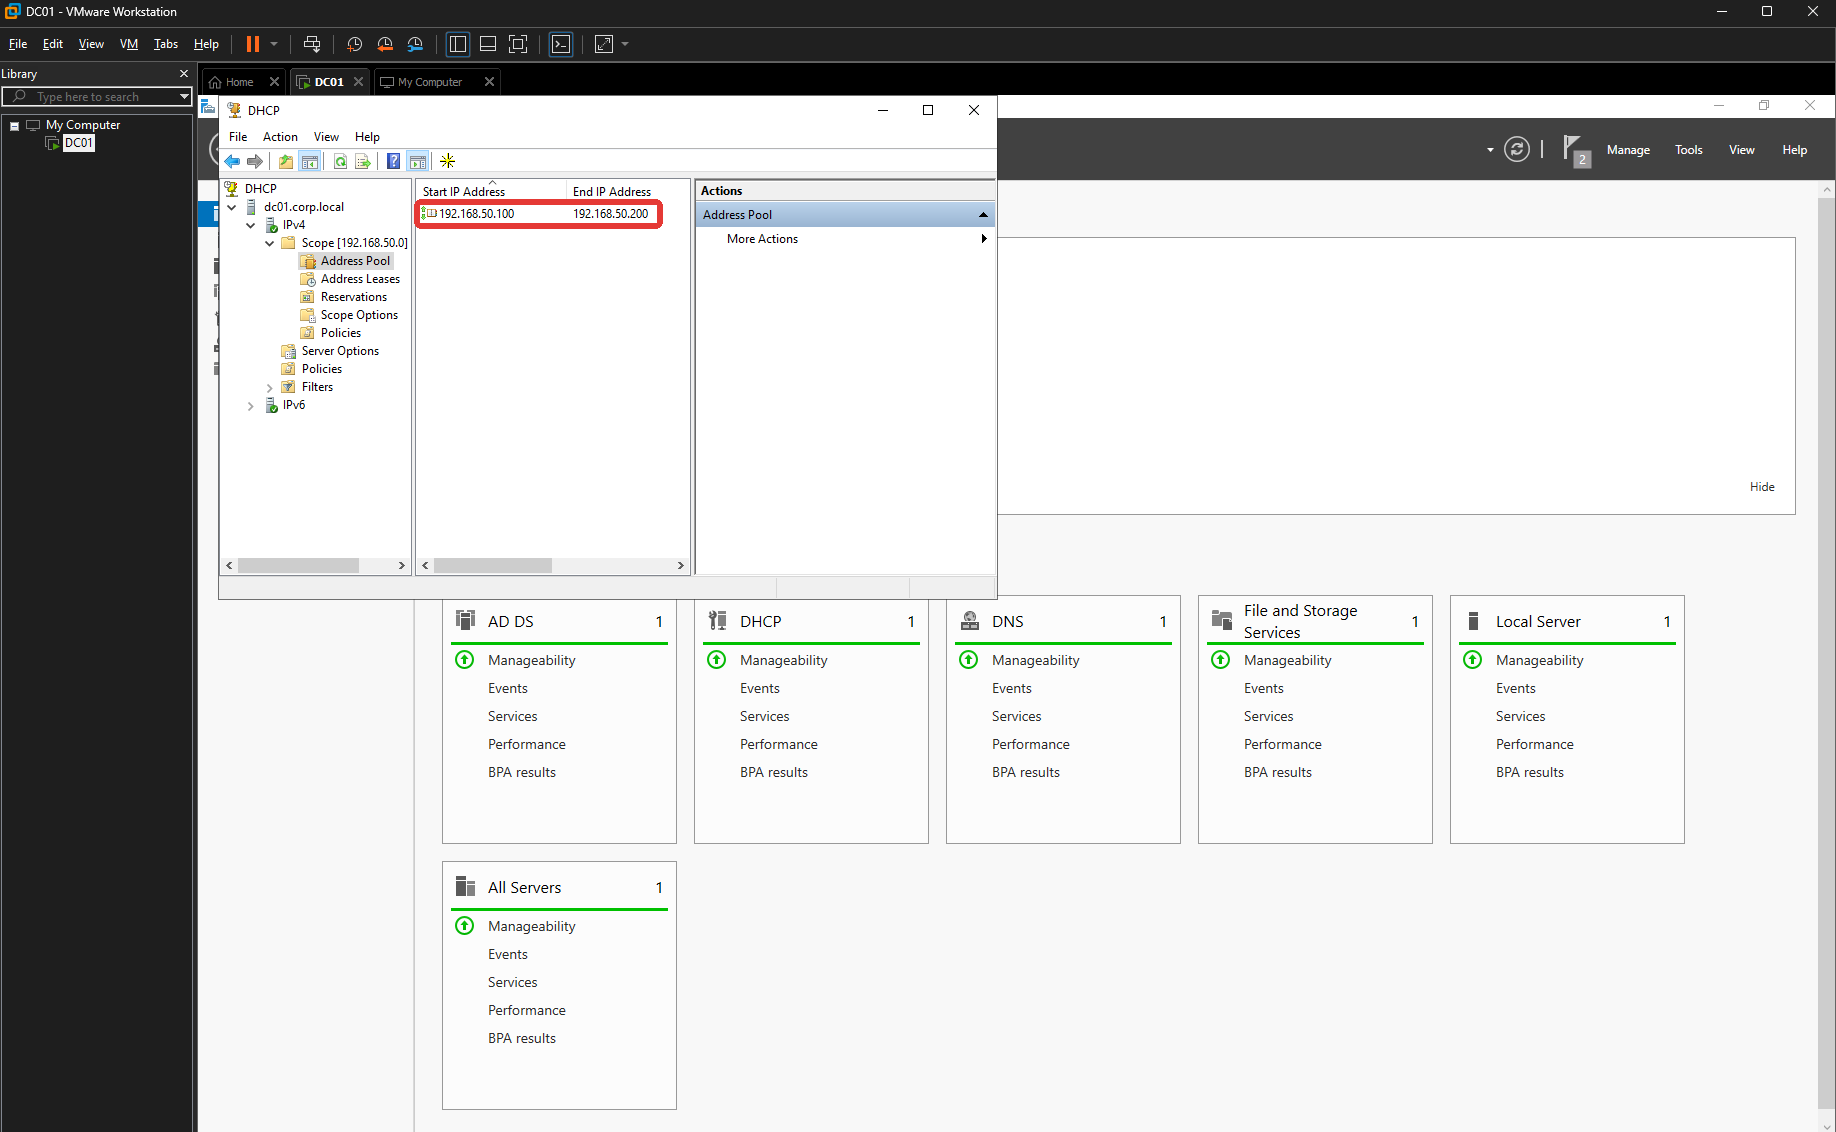 DC01 - VMware Workstation
File Edit View VM Tabs Help
Library
Type here to search
My Computer
DC01
Home DC01 My Computer
DHCP
File Action View Help
DHCP
dc01.corp.local
IPv4
Scope [192.168.50.0]
Address Pool
Address Leases
Reservations
Scope Options
Policies
Server Options
Policies
Filters
IPv6
Start IP Address End IP Address
192.168.50.100 192.168.50.200
Actions
Address Pool
More Actions
2 Manage Tools View Help
Hide
AD DS 1
Manageability
Events
Services
Performance
BPA results
DHCP 1
Manageability
Events
Services
Performance
BPA results
DNS 1
Manageability
Events
Services
Performance
BPA results
File and Storage
Services 1
Manageability
Events
Services
Performance
BPA results
Local Server 1
Manageability
Events
Services
Performance
BPA results
All Servers 1
Manageability
Events
Services
Performance
BPA results